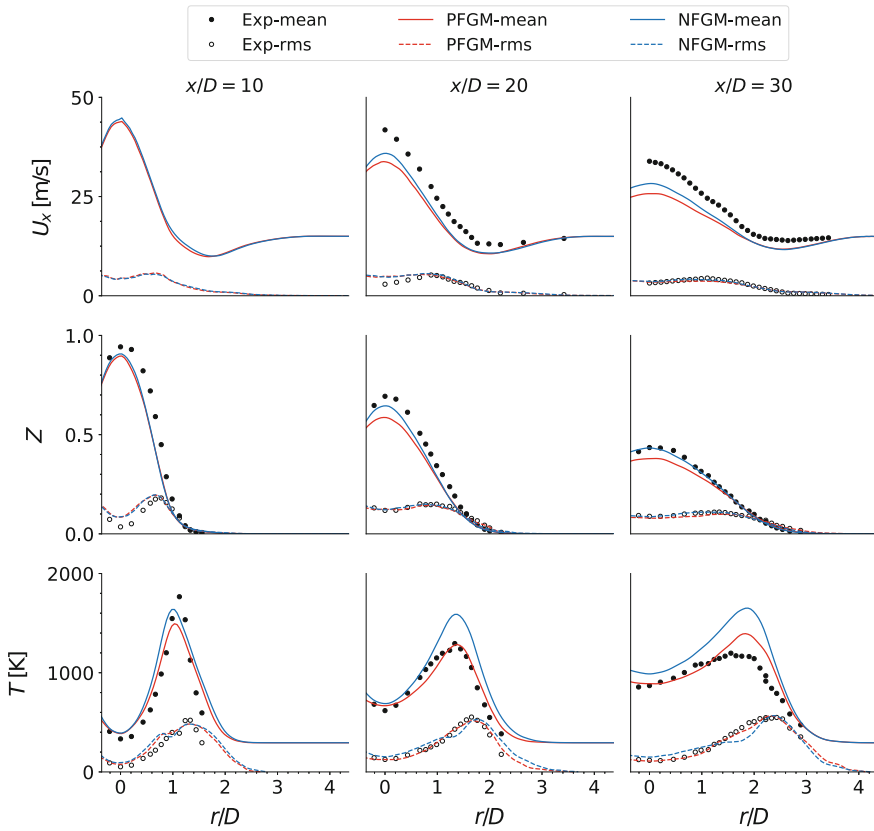 Exp-mean PFGM-mean NFGM-mean
Exp-rms PFGM-rms NFGM-rms
x/D = 10 x/D = 20 x/D = 30
50
25
0
U_x [m/s]
1.0
0.5
0.0
Z
2000
1000
0
T [K]
0 1 2 3 4 0 1 2 3 4 0 1 2 3 4
r/D r/D r/D